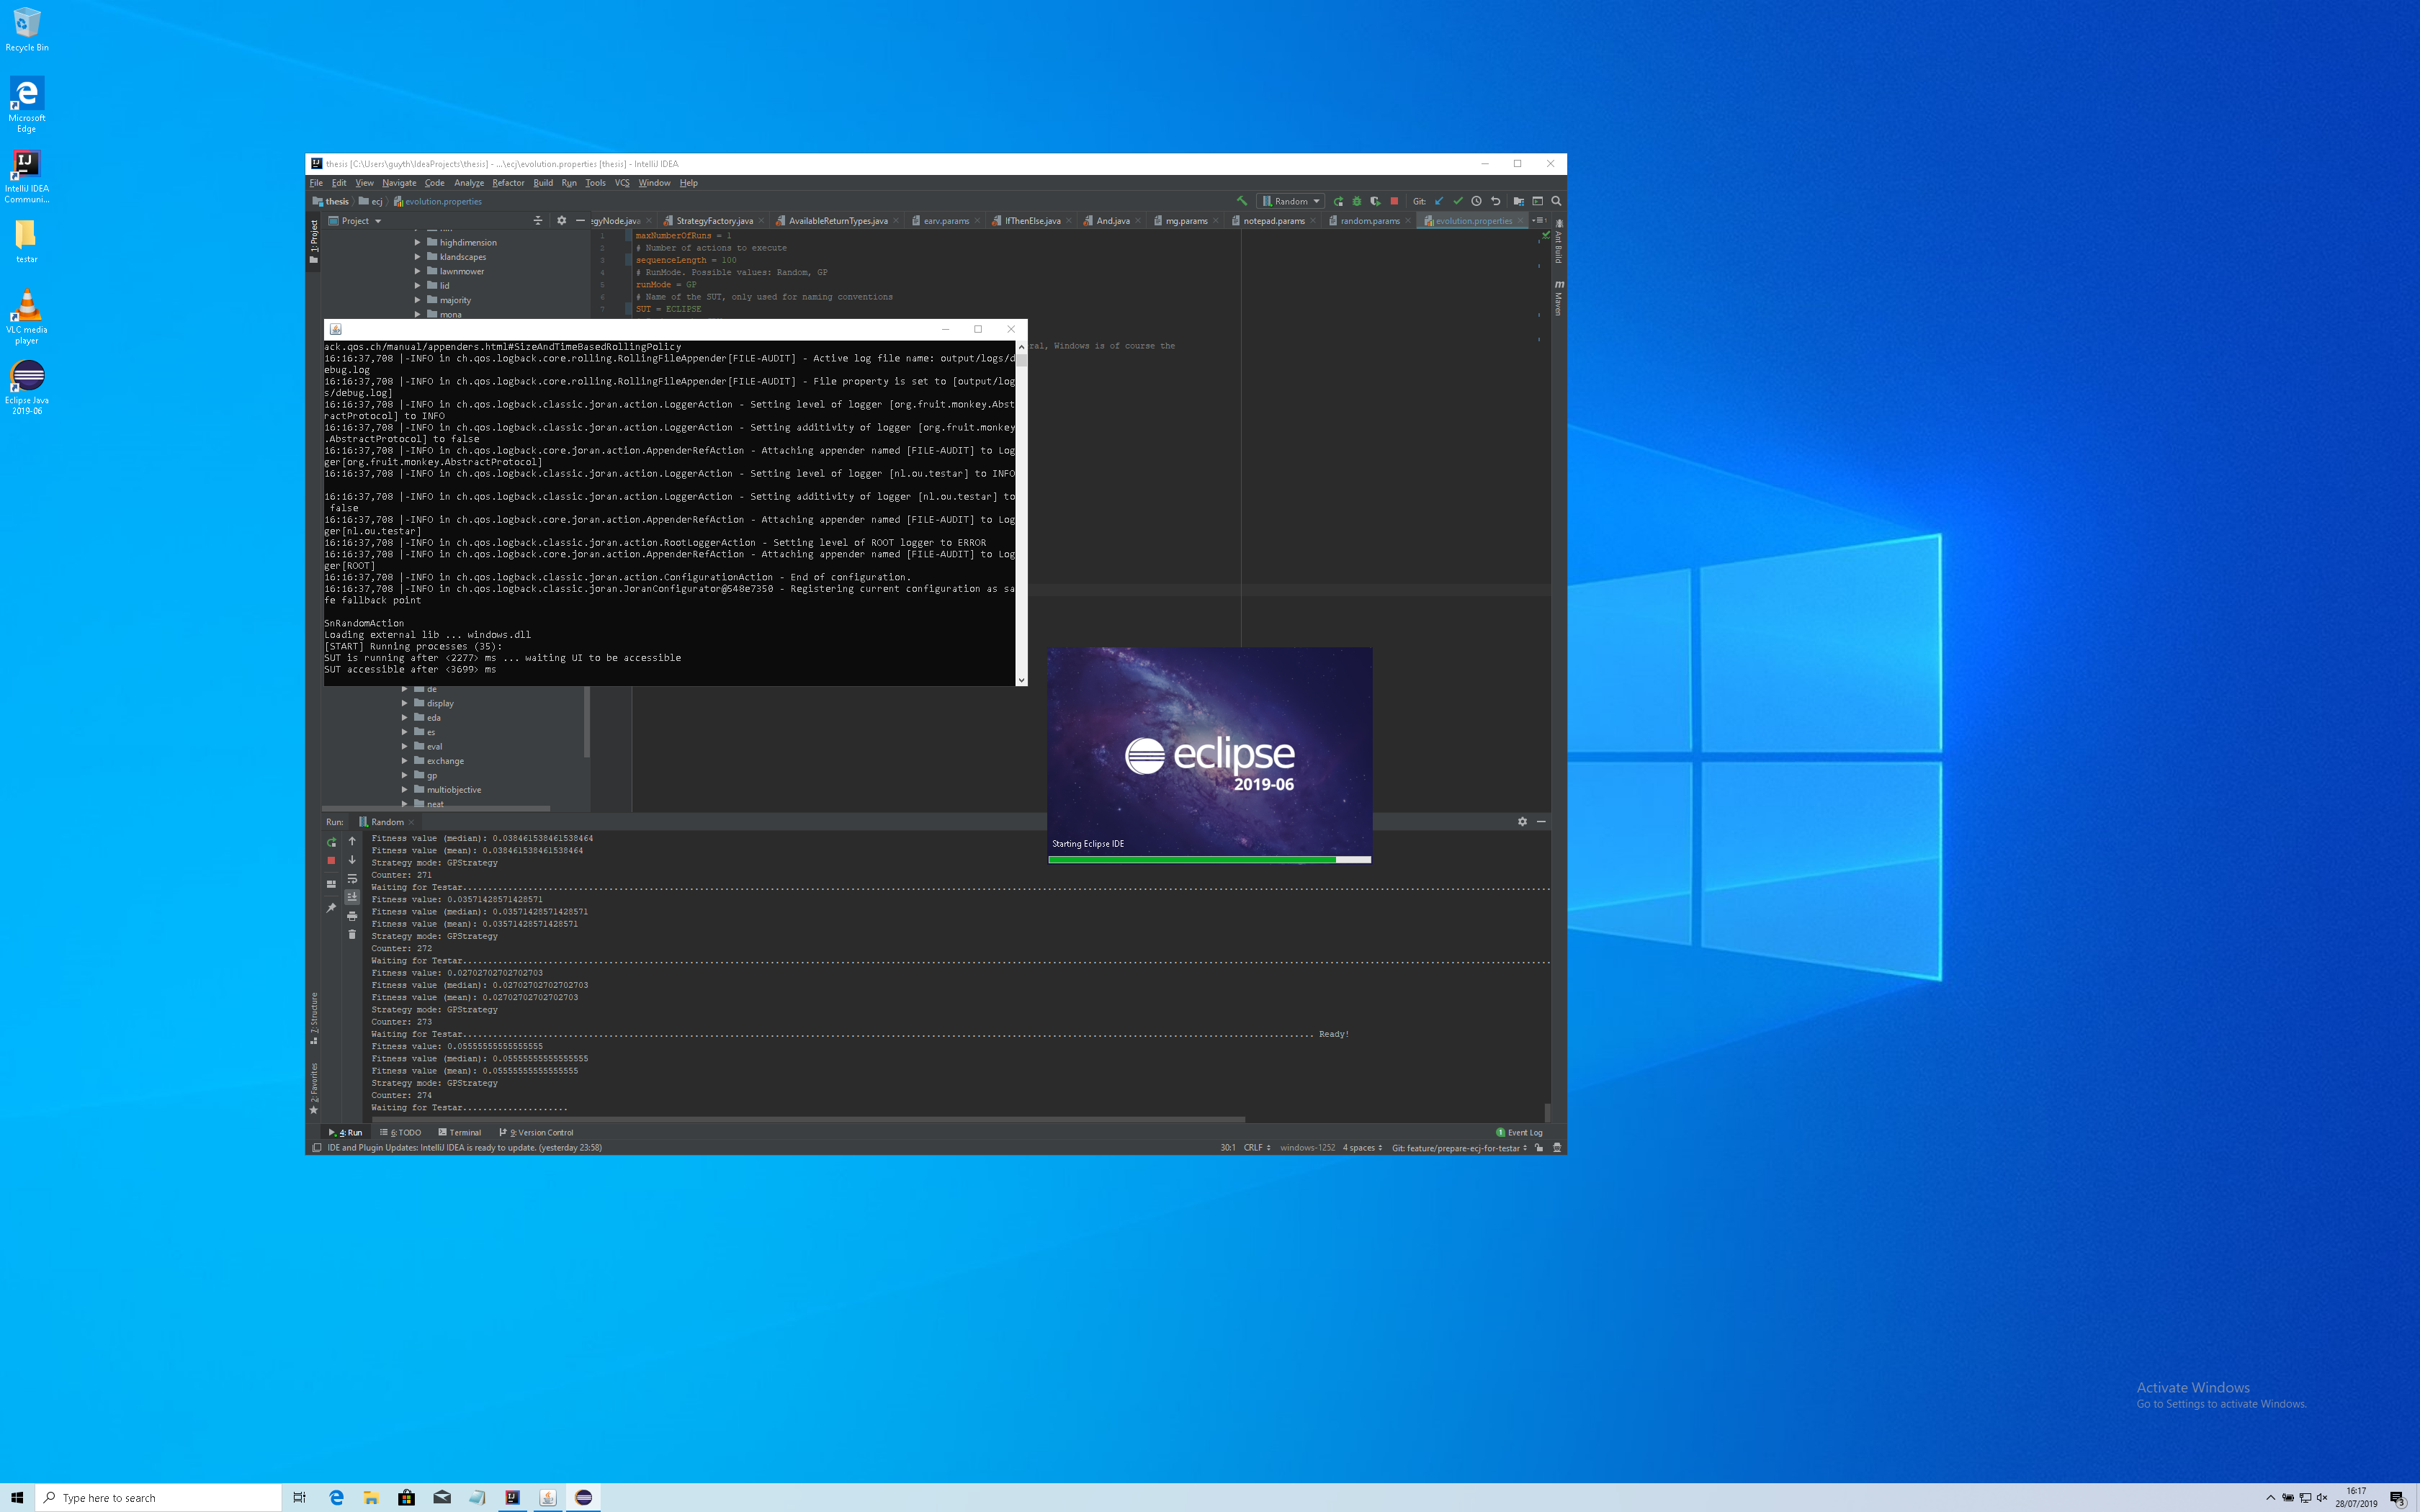 Recycle Bin
Microsoft
Edge
IntelliJ IDEA
Communi...
testar
VLC media
player
Eclipse Java
2019-06
thesis [C:\Users\guyth\IdeaProjects\thesis] - ...\ecj\evolution.properties [thesis] - IntelliJ IDEA
File Edit View Navigate Code Analyze Refactor Build Run Tools VCS Window Help
thesis ecj evolution.properties
Random Git:
Project
egyNode.java StrategyFactory.java AvailableReturnTypes.java earv.params IfThenElse.java And.java mg.params notepad.params random.params evolution.properties
1: Project
Ant Build
Maven
highdimension
klandscapes
lawnmower
lid
majority
mona
1 maxNumberOfRuns = 1
2 # Number of actions to execute
3 sequenceLength = 100
4 # RunMode. Possible values: Random, GP
5 runMode = GP
6 # Name of the SUT, only used for naming conventions
7 SUT = ECLIPSE
ral, Windows is of course the
ack.qos.ch/manual/appenders.html#SizeAndTimeBasedRollingPolicy
16:16:37,708 |-INFO in ch.qos.logback.core.rolling.RollingFileAppender[FILE-AUDIT] - Active log file name: output/logs/d
ebug.log
16:16:37,708 |-INFO in ch.qos.logback.core.rolling.RollingFileAppender[FILE-AUDIT] - File property is set to [output/log
s/debug.log]
16:16:37,708 |-INFO in ch.qos.logback.classic.joran.action.LoggerAction - Setting level of logger [org.fruit.monkey.Abst
ractProtocol] to INFO
16:16:37,708 |-INFO in ch.qos.logback.classic.joran.action.LoggerAction - Setting additivity of logger [org.fruit.monkey
.AbstractProtocol] to false
16:16:37,708 |-INFO in ch.qos.logback.core.joran.action.AppenderRefAction - Attaching appender named [FILE-AUDIT] to Log
ger[org.fruit.monkey.AbstractProtocol]
16:16:37,708 |-INFO in ch.qos.logback.classic.joran.action.LoggerAction - Setting level of logger [nl.ou.testar] to INFO
16:16:37,708 |-INFO in ch.qos.logback.classic.joran.action.LoggerAction - Setting additivity of logger [nl.ou.testar] to
false
16:16:37,708 |-INFO in ch.qos.logback.core.joran.action.AppenderRefAction - Attaching appender named [FILE-AUDIT] to Log
ger[nl.ou.testar]
16:16:37,708 |-INFO in ch.qos.logback.classic.joran.action.RootLoggerAction - Setting level of ROOT logger to ERROR
16:16:37,708 |-INFO in ch.qos.logback.core.joran.action.AppenderRefAction - Attaching appender named [FILE-AUDIT] to Log
ger[ROOT]
16:16:37,708 |-INFO in ch.qos.logback.classic.joran.action.ConfigurationAction - End of configuration.
16:16:37,708 |-INFO in ch.qos.logback.classic.joran.JoranConfigurator@548e7350 - Registering current configuration as sa
fe fallback point
SnRandomAction
Loading external lib ... windows.dll
[START] Running processes (35):
SUT is running after <2277> ms ... waiting UI to be accessible
SUT accessible after <3699> ms
de
display
eda
es
eval
exchange
gp
multiobjective
neat
eclipse
2019-06
Starting Eclipse IDE
Run: Random
Fitness value (median): 0.038461538461538464
Fitness value (mean): 0.038461538461538464
Strategy mode: GPStrategy
Counter: 271
Waiting for Testar................................
Fitness value: 0.03571428571428571
Fitness value (median): 0.03571428571428571
Fitness value (mean): 0.03571428571428571
Strategy mode: GPStrategy
Counter: 272
Waiting for Testar................................
Fitness value: 0.02702702702702703
Fitness value (median): 0.02702702702702703
Fitness value (mean): 0.02702702702702703
Strategy mode: GPStrategy
Counter: 273
Waiting for Testar................................ Ready!
Fitness value: 0.05555555555555555
Fitness value (median): 0.05555555555555555
Fitness value (mean): 0.05555555555555555
Strategy mode: GPStrategy
Counter: 274
Waiting for Testar.....................
7: Structure
2: Favorites
4: Run 6: TODO Terminal 9: Version Control 1 Event Log
IDE and Plugin Updates: IntelliJ IDEA is ready to update. (yesterday 23:58) 30:1 CRLF windows-1252 4 spaces Git: feature/prepare-ecj-for-testar
Activate Windows
Go to Settings to activate Windows.
Type here to search
16:17
28/07/2019
3